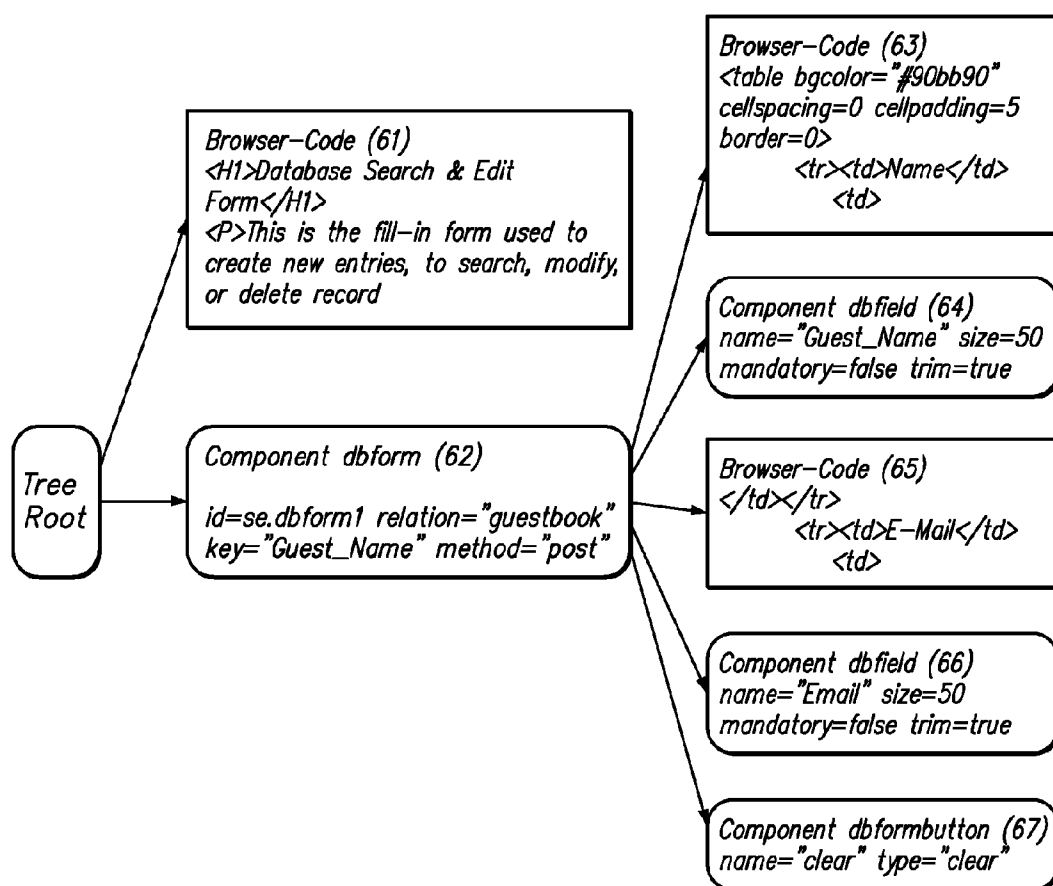 Tree
Root
Browser-Code (61)
<H1>Database Search & Edit
Form</H1>
<P>This is the fill-in form used to
create new entries, to search, modify,
or delete record
Component dbform (62)
id=se.dbform1 relation="guestbook"
key="Guest_Name" method="post"
Browser-Code (63)
<table bgcolor="#90bb90"
cellspacing=0 cellpadding=5
border=0>
<tr><td>Name</td>
<td>
Component dbfield (64)
name="Guest_Name" size=50
mandatory=false trim=true
Browser-Code (65)
</td></tr>
<tr><td>E-Mail</td>
<td>
Component dbfield (66)
name="Email" size=50
mandatory=false trim=true
Component dbformbutton (67)
name="clear" type="clear"